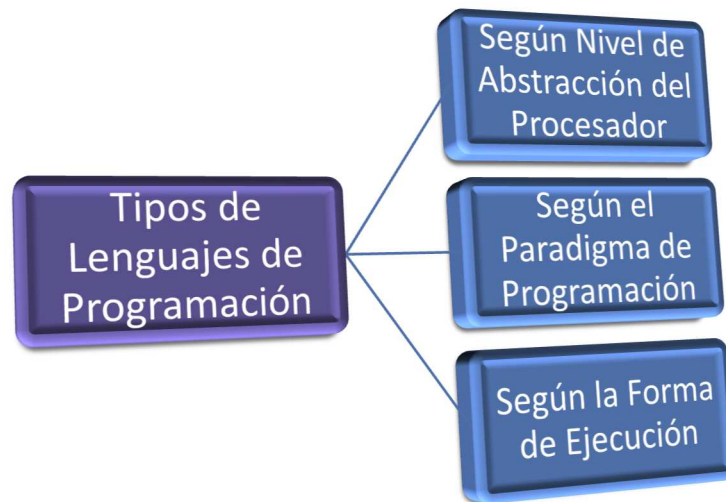 Según Nivel de
Abstracción del
Procesador
Tipos de
Lenguajes de
Programación
Según el
Paradigma de
Programación
Según la Forma
de Ejecución